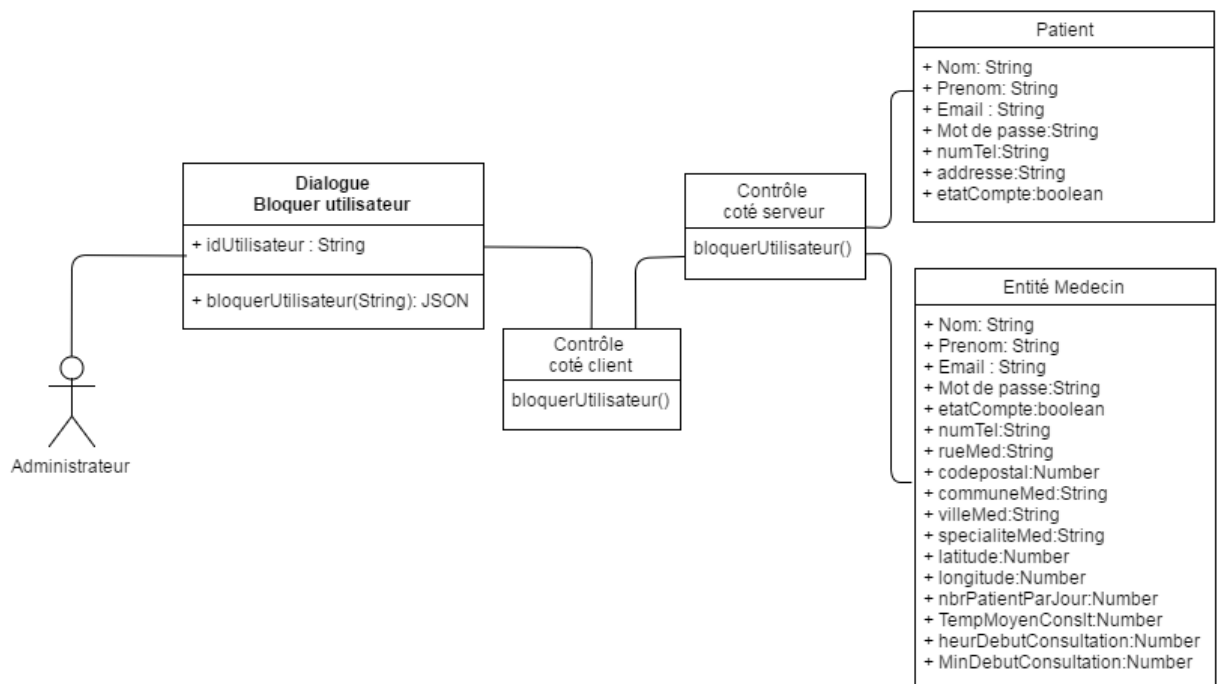 Patient
+ Nom: String
+ Prenom: String
+ Email : String
+ Mot de passe:String
+ numTel:String
+ addresse:String
+ etatCompte:boolean
Dialogue
Bloquer utilisateur
+ idUtilisateur : String
+ bloquerUtilisateur(String): JSON
Contrôle
coté serveur
bloquerUtilisateur()
Contrôle
coté client
bloquerUtilisateur()
Administrateur
Entité Medecin
+ Nom: String
+ Prenom: String
+ Email : String
+ Mot de passe:String
+ etatCompte:boolean
+ numTel:String
+ rueMed:String
+ codepostal:Number
+ communeMed:String
+ villeMed:String
+ specialiteMed:String
+ latitude:Number
+ longitude:Number
+ nbrPatientParJour:Number
+ TempMoyenConslt:Number
+ heurDebutConsultation:Number
+ MinDebutConsultation:Number